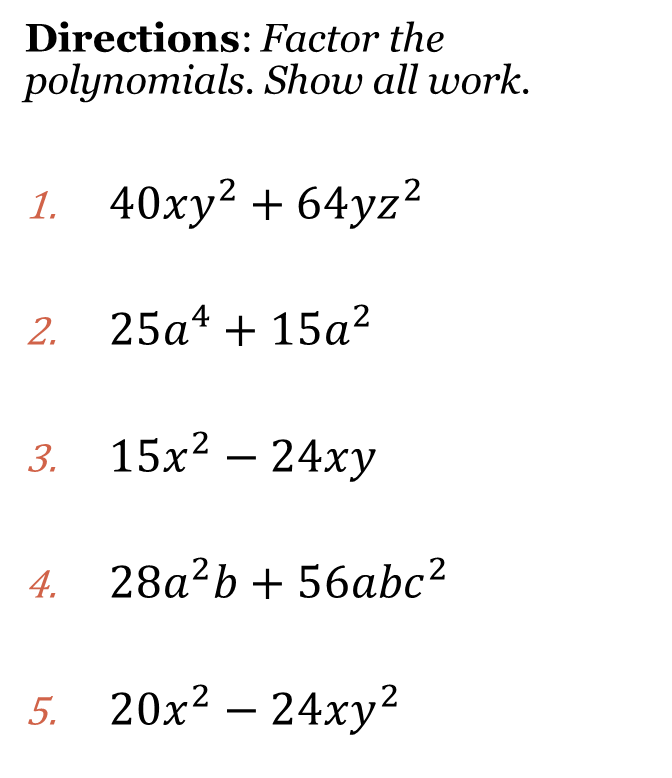 Directions: Factor the
polynomials. Show all work.
1. 40xy² + 64yz²
2. 25a⁴ + 15a²
3. 15x² − 24xy
4. 28a²b + 56abc²
5. 20x² − 24xy²